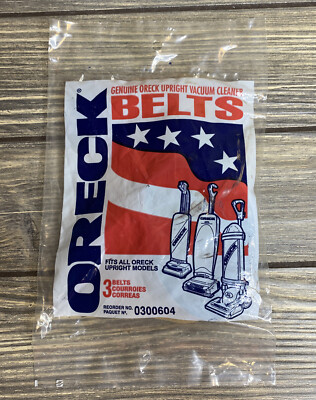 ORECK®
GENUINE ORECK UPRIGHT VACUUM CLEANER
BELTS
FITS ALL ORECK
UPRIGHT MODELS
3 BELTS
COURROIES
CORREAS
REORDER NO.
PAQUET Nº. 0300604